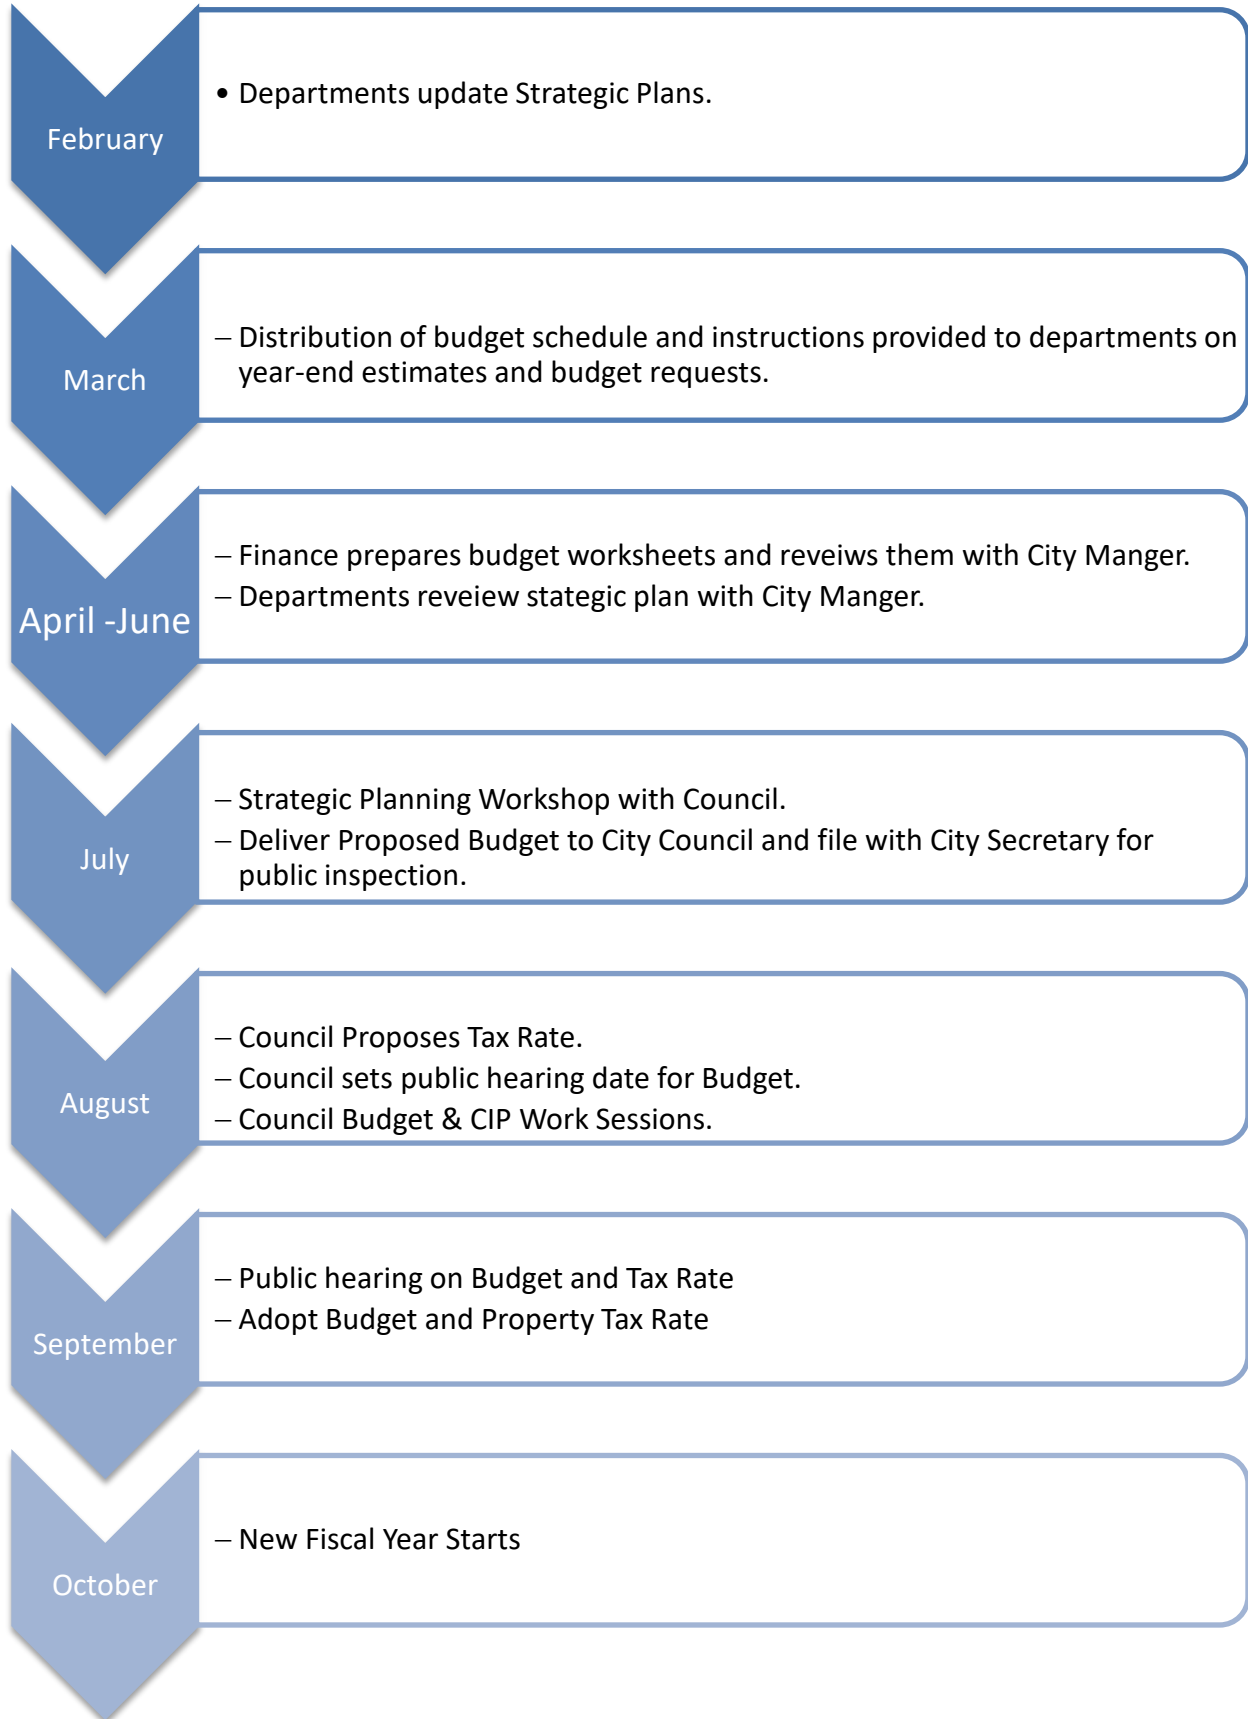 February
• Departments update Strategic Plans.
March
– Distribution of budget schedule and instructions provided to departments on
year-end estimates and budget requests.
April -June
– Finance prepares budget worksheets and reveiws them with City Manger.
– Departments reveiew stategic plan with City Manger.
July
– Strategic Planning Workshop with Council.
– Deliver Proposed Budget to City Council and file with City Secretary for
public inspection.
August
– Council Proposes Tax Rate.
– Council sets public hearing date for Budget.
– Council Budget & CIP Work Sessions.
September
– Public hearing on Budget and Tax Rate
– Adopt Budget and Property Tax Rate
October
– New Fiscal Year Starts